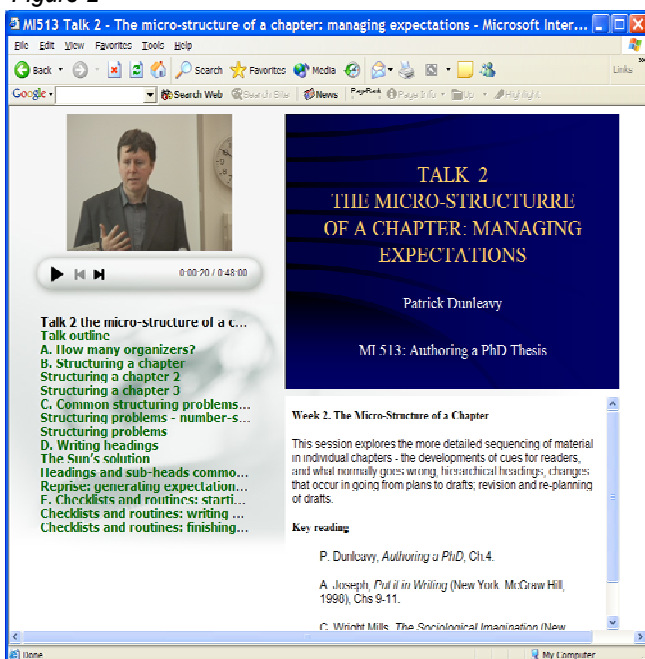 Figure 2
MI513 Talk 2 - The micro-structure of a chapter: managing expectations - Microsoft Inter...
File Edit View Favorites Tools Help
Back Search Favorites Media Links
Google Search Web Search Site News PageRank Page Info Up Highlight
TALK 2
THE MICRO-STRUCTURRE
OF A CHAPTER: MANAGING
EXPECTATIONS
Patrick Dunleavy
MI 513: Authoring a PhD Thesis
0:00:20 / 0:48:00
Talk 2 the micro-structure of a c...
Talk outline
A. How many organizers?
B. Structuring a chapter
Structuring a chapter 2
Structuring a chapter 3
C. Common structuring problems...
Structuring problems - number-s...
Structuring problems
D. Writing headings
The Sun's solution
Headings and sub-heads commo...
Reprise: generating expectation...
E. Checklists and routines: starti...
Checklists and routines: writing ...
Checklists and routines: finishing...
Week 2. The Micro-Structure of a Chapter
This session explores the more detailed sequencing of material
in individual chapters - the developments of cues for readers,
and what normally goes wrong, hierarchical headings, changes
that occur in going from plans to drafts; revision and re-planning
of drafts.
Key reading
P. Dunleavy, Authoring a PhD, Ch.4.
A. Joseph, Put it in Writing (New York. McGraw Hill,
1998), Chs 9-11.
C. Wright Mills, The Sociological Imagination (New
Done My Computer